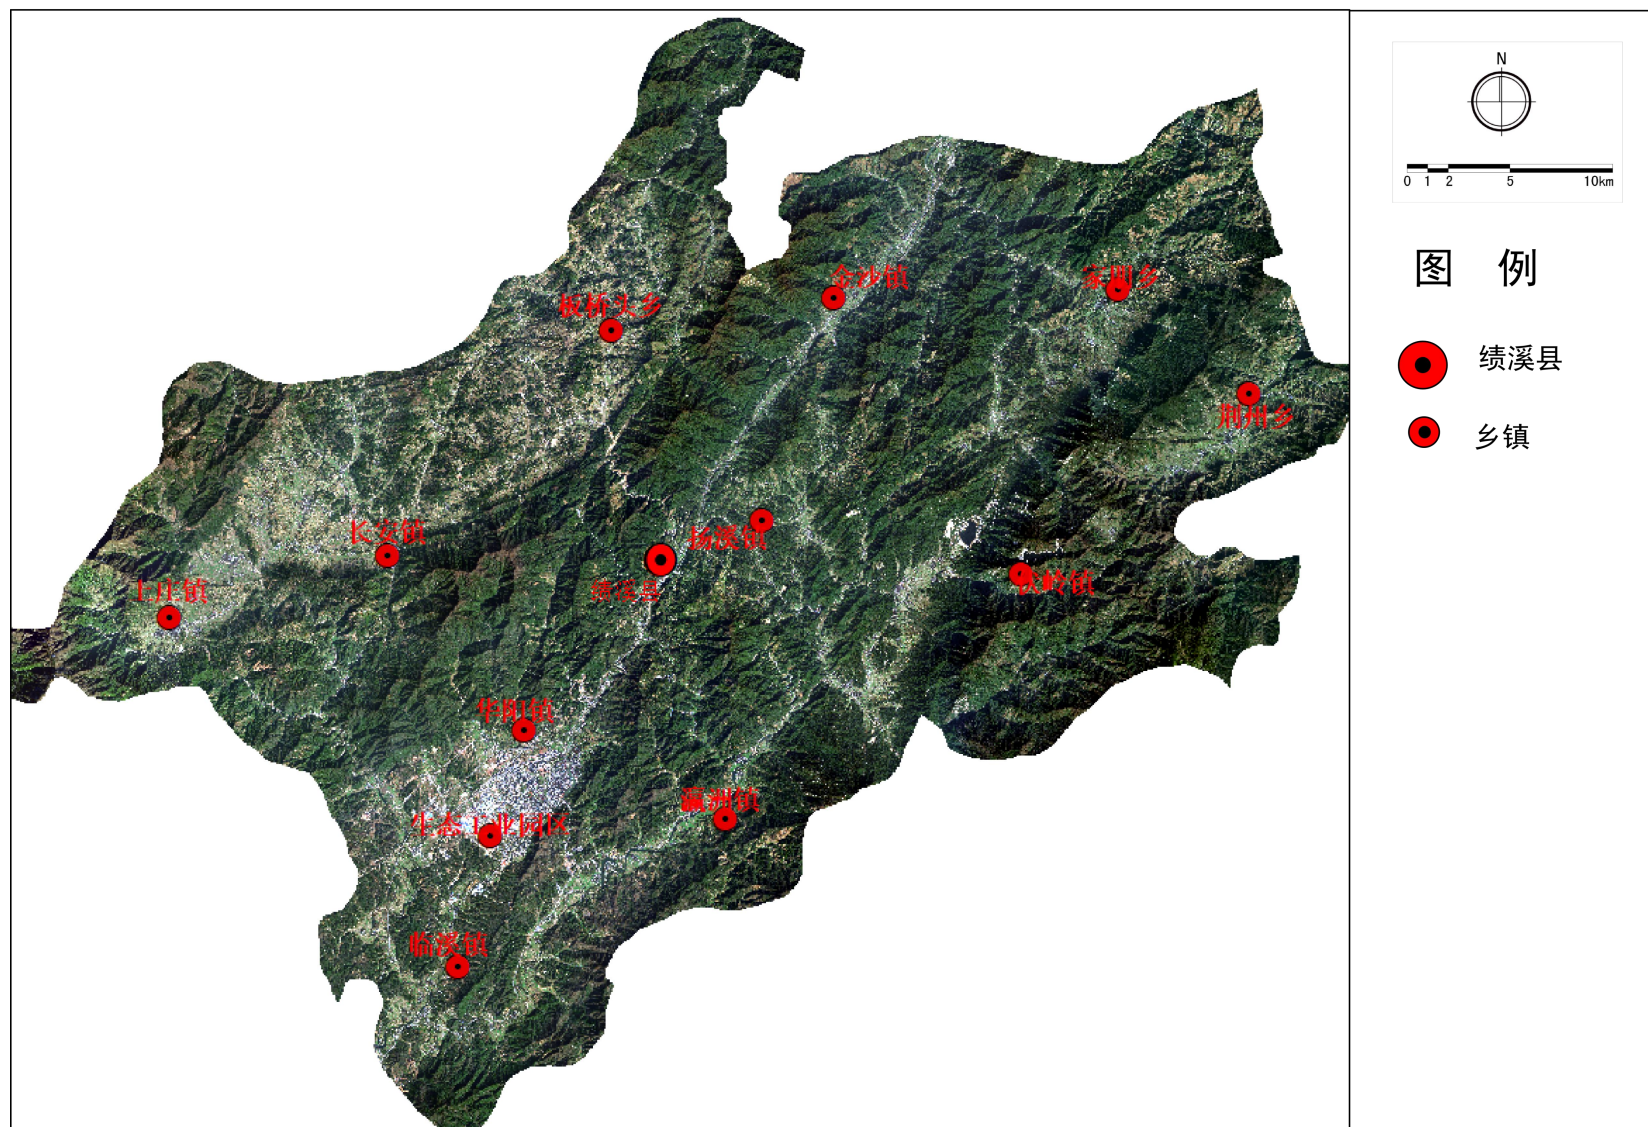 N
0 1 2 5 10km
图 例
绩溪县
乡镇
金沙镇
家朋乡
板桥头乡
荆州乡
长安镇
扬溪镇
上庄镇
绩溪县
伏岭镇
华阳镇
瀛洲镇
生态工业园区
临溪镇